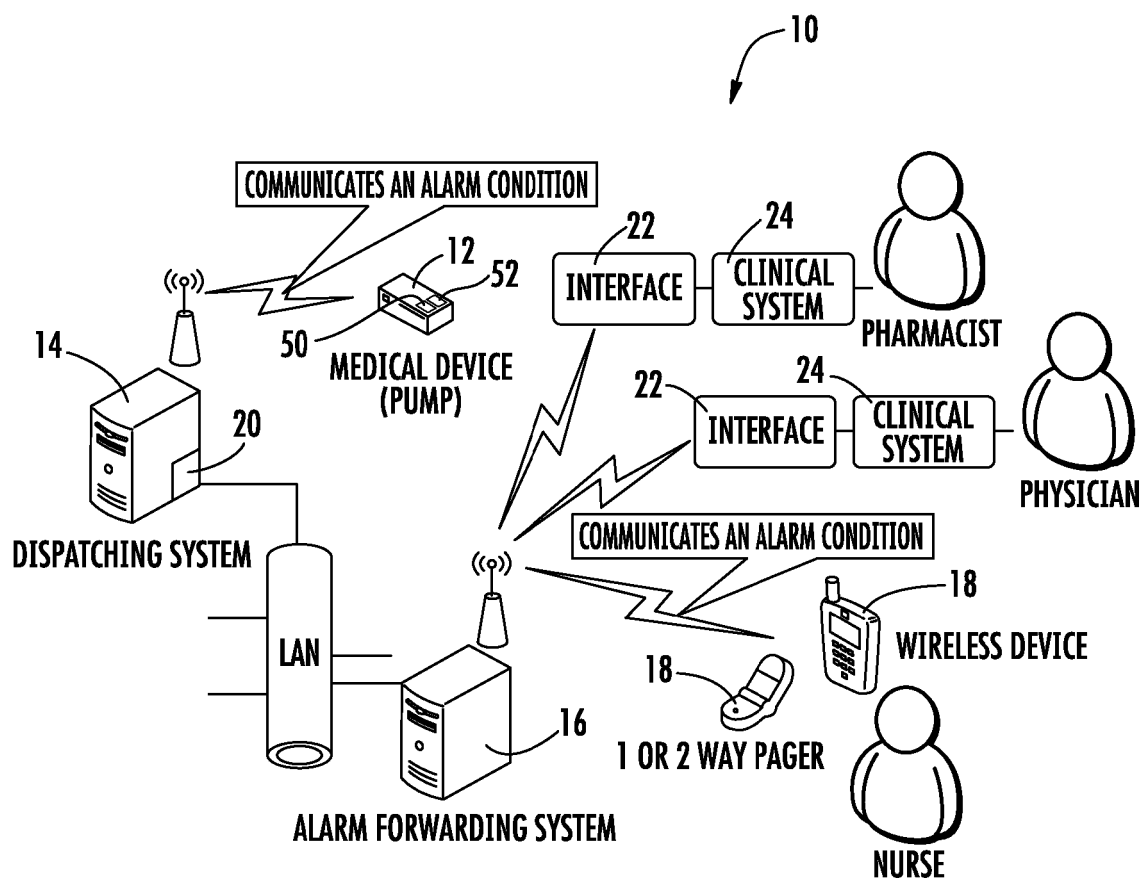 10
COMMUNICATES AN ALARM CONDITION
12
52
50
MEDICAL DEVICE
(PUMP)
22
INTERFACE
24
CLINICAL
SYSTEM
PHARMACIST
14
20
DISPATCHING SYSTEM
22
INTERFACE
24
CLINICAL
SYSTEM
PHYSICIAN
COMMUNICATES AN ALARM CONDITION
LAN
16
ALARM FORWARDING SYSTEM
18
WIRELESS DEVICE
18
1 OR 2 WAY PAGER
NURSE